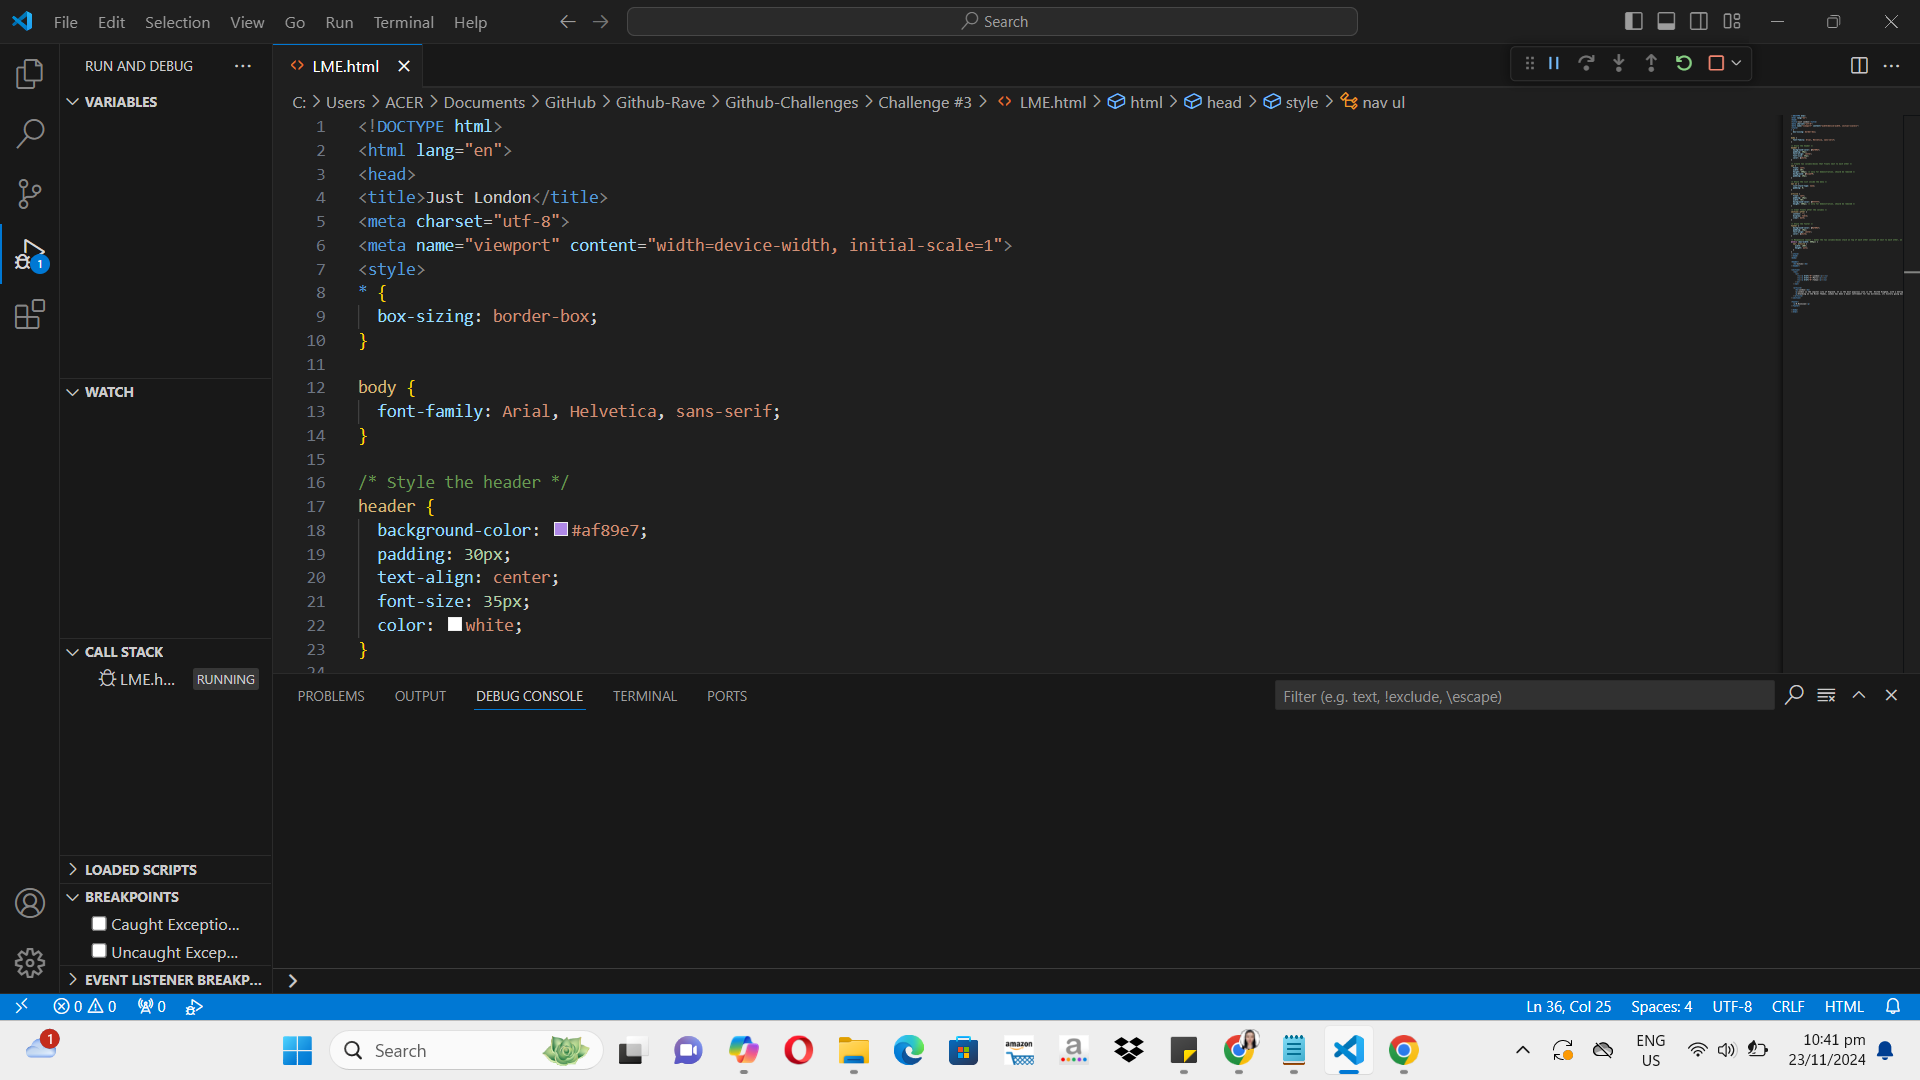 File Edit Selection View Go Run Terminal Help
Search
RUN AND DEBUG
LME.html
VARIABLES
C: > Users > ACER > Documents > GitHub > Github-Rave > Github-Challenges > Challenge #3 > LME.html > html > head > style > nav ul
1 <!DOCTYPE html>
2 <html lang="en">
3 <head>
4 <title>Just London</title>
5 <meta charset="utf-8">
6 <meta name="viewport" content="width=device-width, initial-scale=1">
7 <style>
8 * {
9 box-sizing: border-box;
10 }
11
12 body {
13 font-family: Arial, Helvetica, sans-serif;
14 }
15
16 /* Style the header */
17 header {
18 background-color: #af89e7;
19 padding: 30px;
20 text-align: center;
21 font-size: 35px;
22 color: white;
23 }
24
WATCH
CALL STACK
LME.h... RUNNING
LOADED SCRIPTS
BREAKPOINTS
Caught Exceptio...
Uncaught Excep...
EVENT LISTENER BREAKP...
PROBLEMS OUTPUT DEBUG CONSOLE TERMINAL PORTS
Filter (e.g. text, !exclude, \escape)
1
0 0 0
Ln 36, Col 25 Spaces: 4 UTF-8 CRLF HTML
1
Search
amazon
a
ENG
US
10:41 pm
23/11/2024